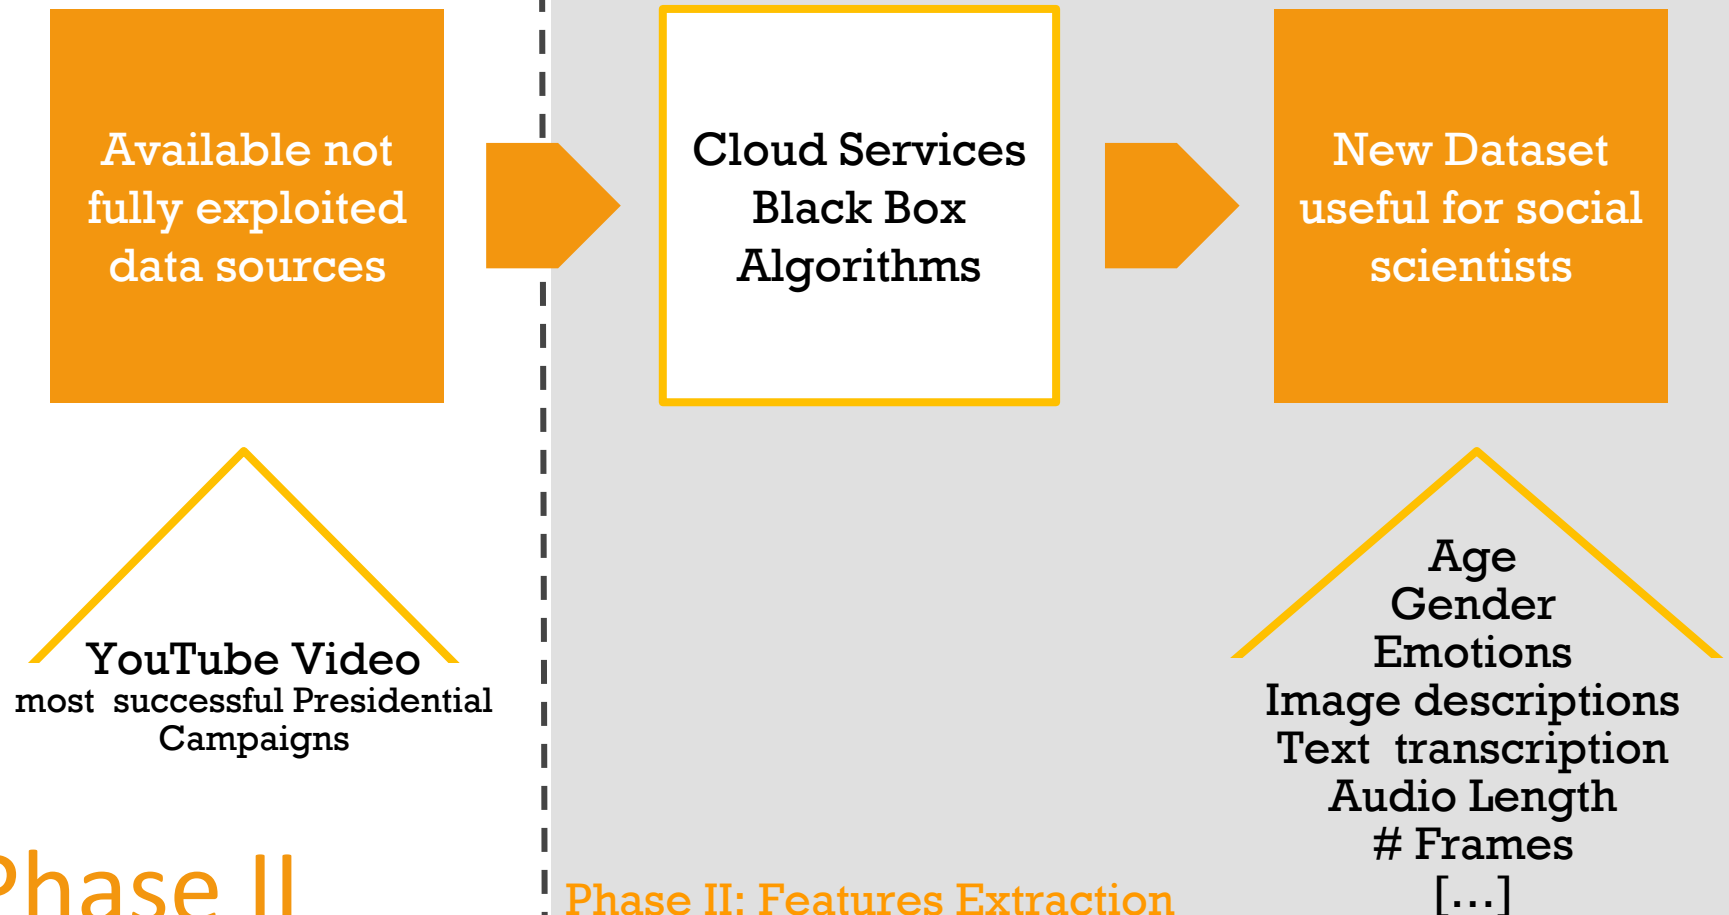 Available not
fully exploited
data sources
Cloud Services
Black Box
Algorithms
New Dataset
useful for social
scientists
YouTube Video
most successful Presidential
Campaigns
Age
Gender
Emotions
Image descriptions
Text transcription
Audio Length
# Frames
[...]
Phase II
Phase II: Features Extraction